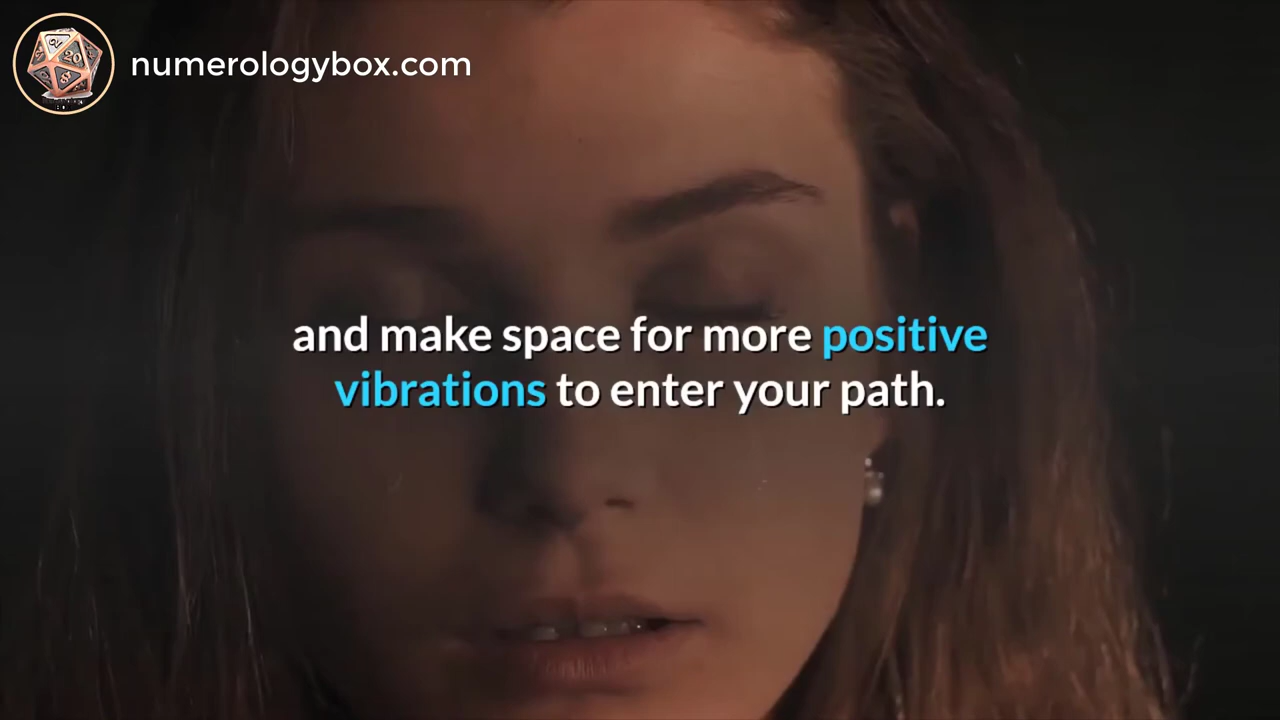 numerologybox.com
and make space for more positive
vibrations to enter your path.